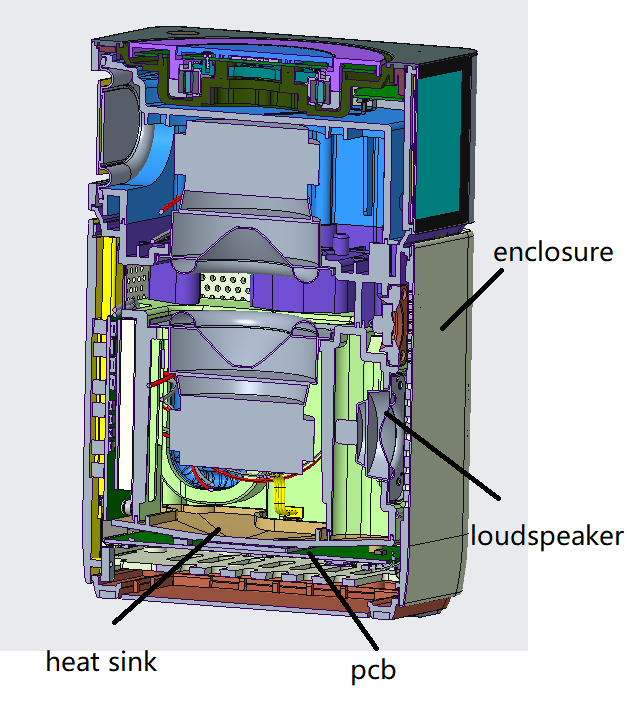 enclosure
loudspeaker
heat sink
pcb